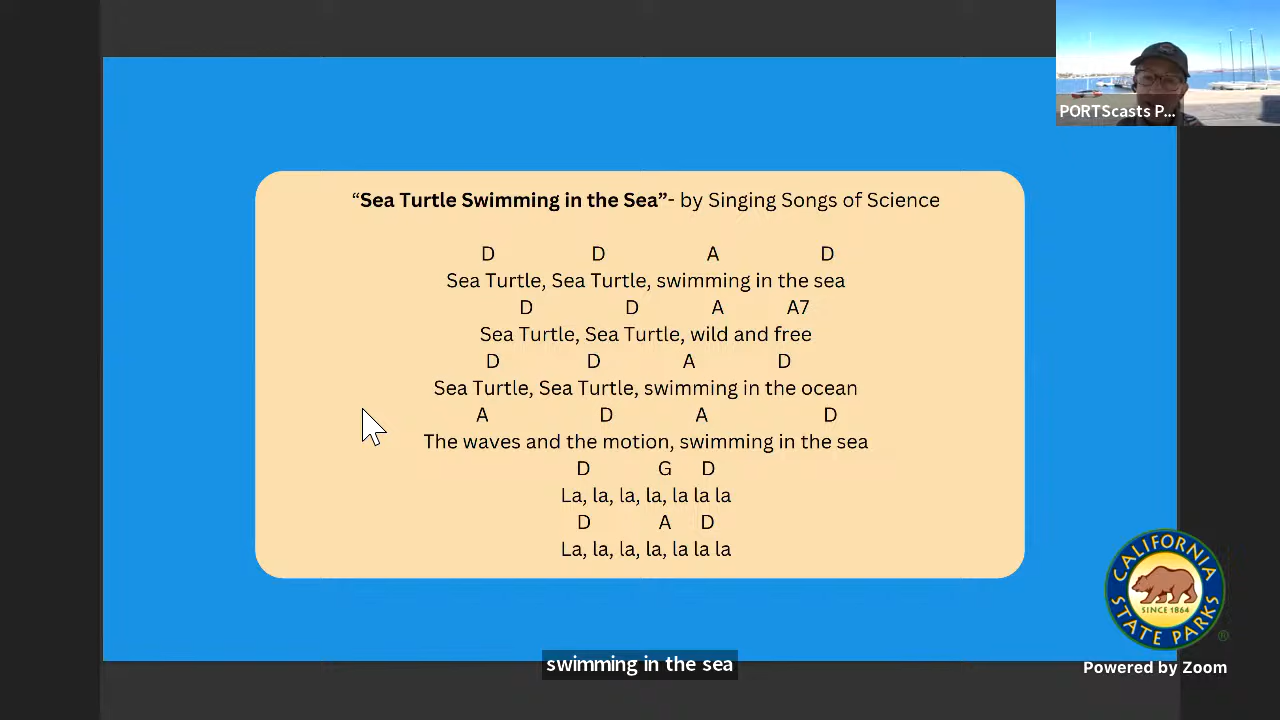 PORTScasts P...
“Sea Turtle Swimming in the Sea”- by Singing Songs of Science
D D A D
Sea Turtle, Sea Turtle, swimming in the sea
D D A A7
Sea Turtle, Sea Turtle, wild and free
D D A D
Sea Turtle, Sea Turtle, swimming in the ocean
A D A D
The waves and the motion, swimming in the sea
D G D
La, la, la, la, la la la
D A D
La, la, la, la, la la la
CALIFORNIA
SINCE 1864
STATE PARKS
®
swimming in the sea
Powered by Zoom